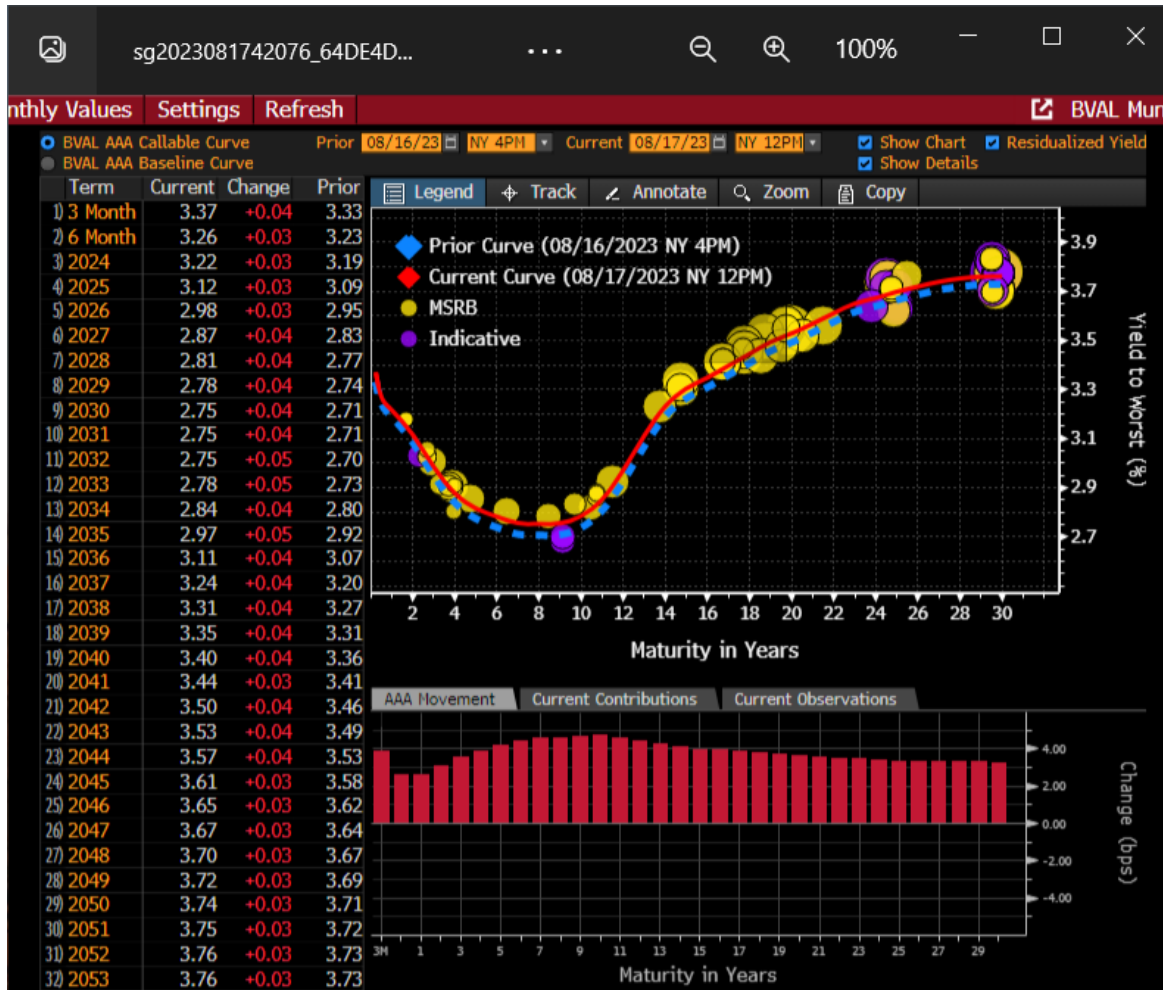 sg2023081742076_64DE4D... ... 100%
nthly Values Settings Refresh BVAL Mun
BVAL AAA Callable Curve Prior 08/16/23 NY 4PM Current 08/17/23 NY 12PM Show Chart Residualized Yield
BVAL AAA Baseline Curve Show Details
Term Current Change Prior
1) 3 Month 3.37 +0.04 3.33
2) 6 Month 3.26 +0.03 3.23
3) 2024 3.22 +0.03 3.19
4) 2025 3.12 +0.03 3.09
5) 2026 2.98 +0.03 2.95
6) 2027 2.87 +0.04 2.83
7) 2028 2.81 +0.04 2.77
8) 2029 2.78 +0.04 2.74
9) 2030 2.75 +0.04 2.71
10) 2031 2.75 +0.04 2.71
11) 2032 2.75 +0.05 2.70
12) 2033 2.78 +0.05 2.73
13) 2034 2.84 +0.04 2.80
14) 2035 2.97 +0.05 2.92
15) 2036 3.11 +0.04 3.07
16) 2037 3.24 +0.04 3.20
17) 2038 3.31 +0.04 3.27
18) 2039 3.35 +0.04 3.31
19) 2040 3.40 +0.04 3.36
20) 2041 3.44 +0.03 3.41
21) 2042 3.50 +0.04 3.46
22) 2043 3.53 +0.04 3.49
23) 2044 3.57 +0.04 3.53
24) 2045 3.61 +0.03 3.58
25) 2046 3.65 +0.03 3.62
26) 2047 3.67 +0.03 3.64
27) 2048 3.70 +0.03 3.67
28) 2049 3.72 +0.03 3.69
29) 2050 3.74 +0.03 3.71
30) 2051 3.75 +0.03 3.72
31) 2052 3.76 +0.03 3.73
32) 2053 3.76 +0.03 3.73
Legend Track Annotate Zoom Copy
Prior Curve (08/16/2023 NY 4PM)
Current Curve (08/17/2023 NY 12PM)
MSRB
Indicative
3.9
3.7
3.5
3.3
3.1
2.9
2.7
Yield to Worst (%)
2 4 6 8 10 12 14 16 18 20 22 24 26 28 30
Maturity in Years
AAA Movement Current Contributions Current Observations
4.00
2.00
0.00
-2.00
-4.00
Change (bps)
3M 1 3 5 7 9 11 13 15 17 19 21 23 25 27 29
Maturity in Years